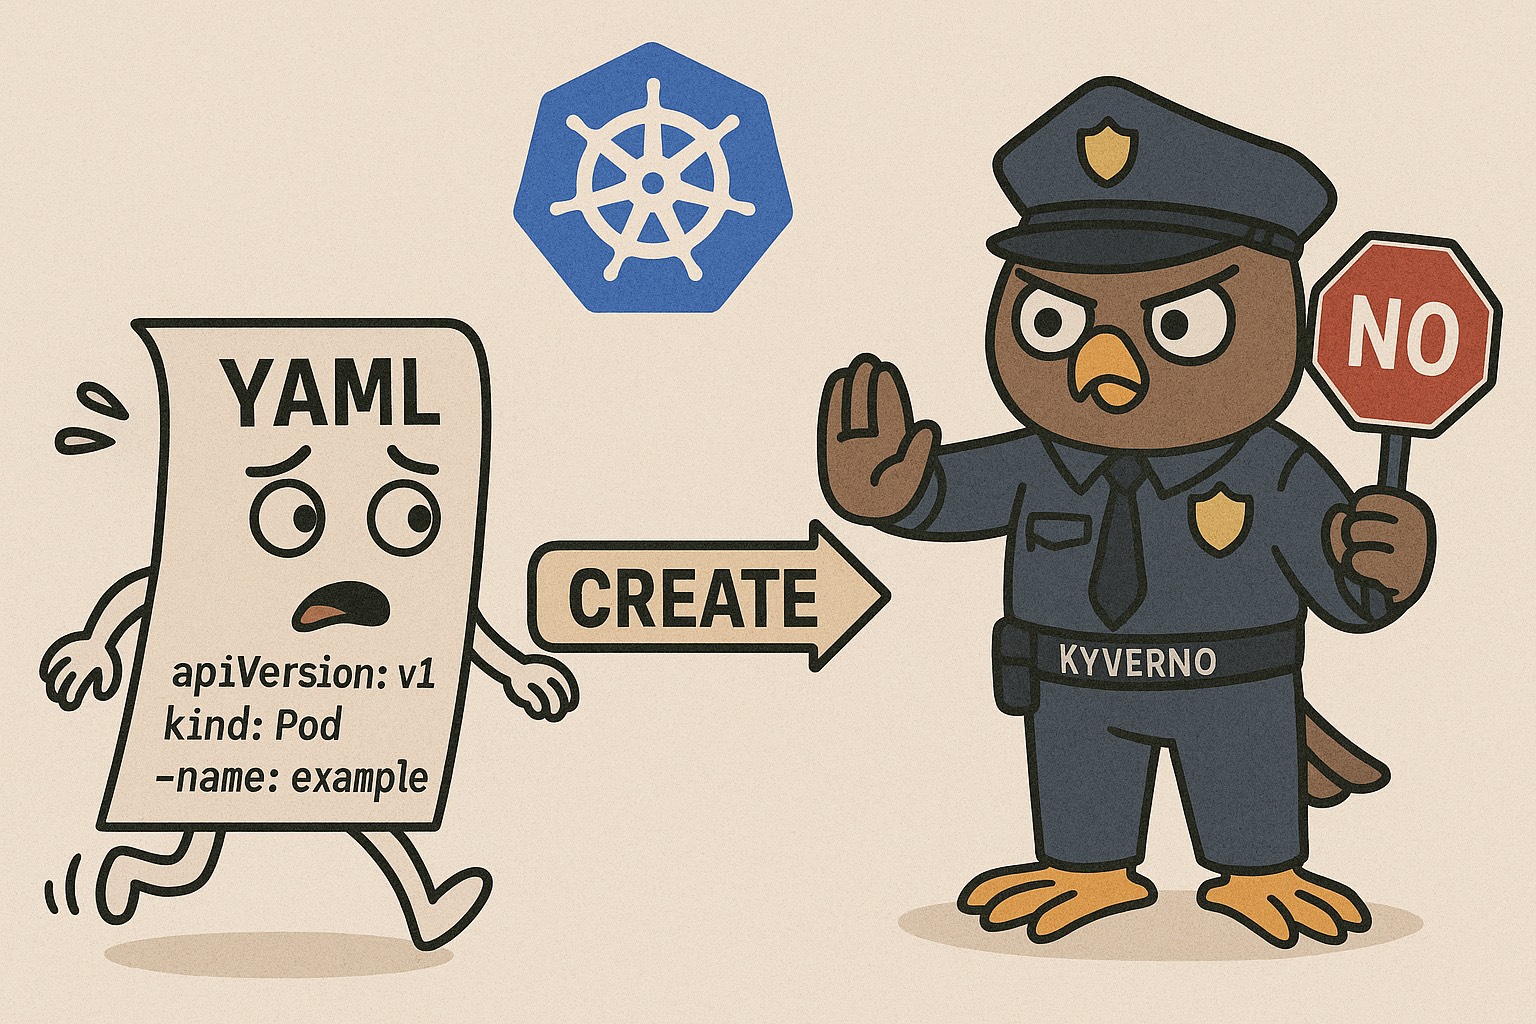 YAML
apiVersion: v1
kind: Pod
-name: example
CREATE
NO
KYVERNO